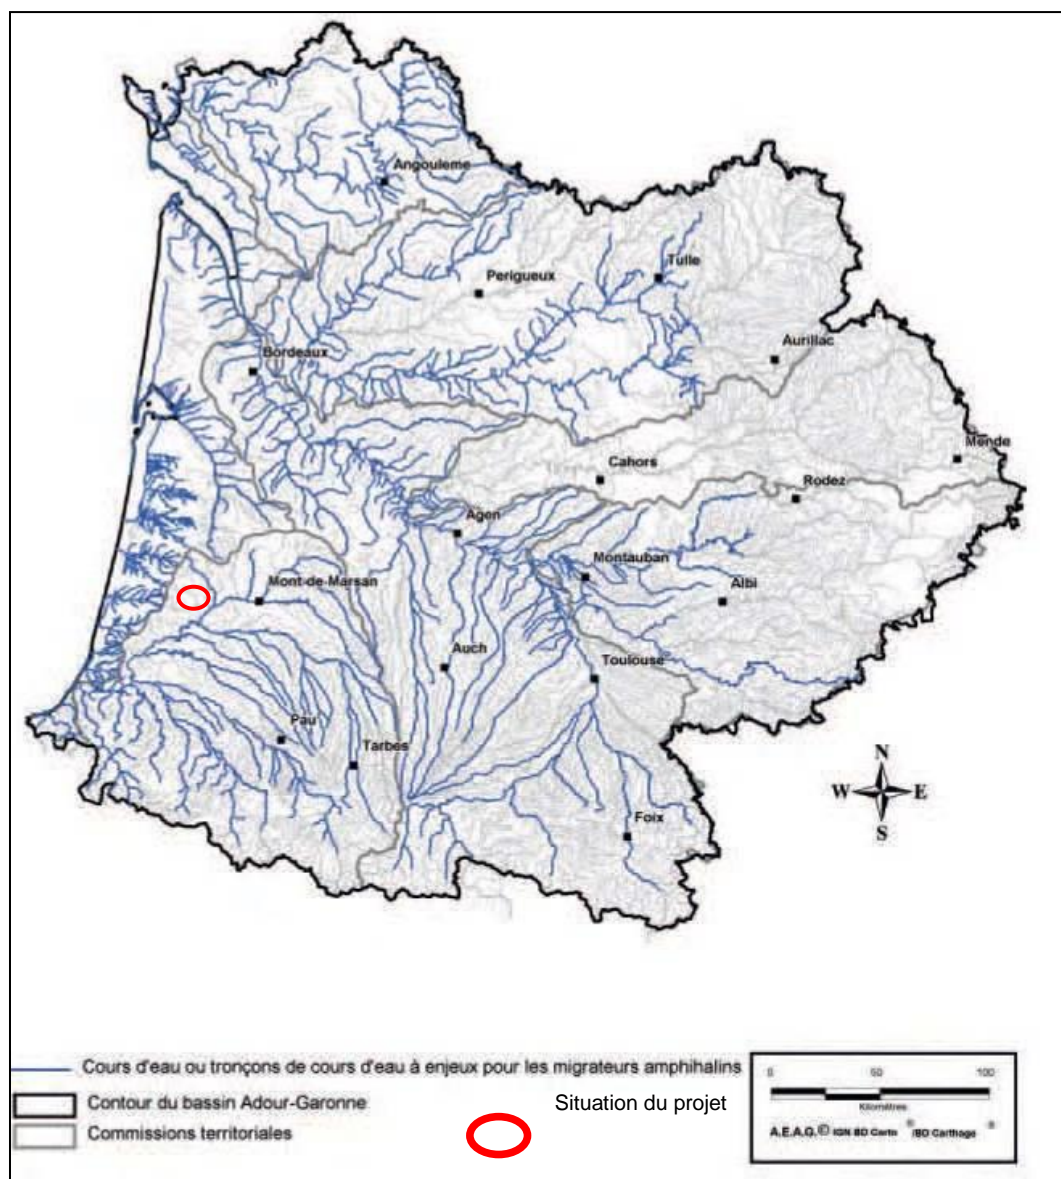 Angouleme
Perigueux
Tulle
Aurillac
Bordeaux
Mende
Cahors
Rodez
Agen
Montauban
Mont-de-Marsan
Albi
Auch
Toulouse
Pau
Tarbes
Foix
N
W E
S
Cours d'eau ou tronçons de cours d'eau à enjeux pour les migrateurs amphihalins
Contour du bassin Adour-Garonne
Situation du projet
Commissions territoriales
0 50 100
Kilomètres
A.E.A.G. © IGN BD Carto ® /BD Carthage ®